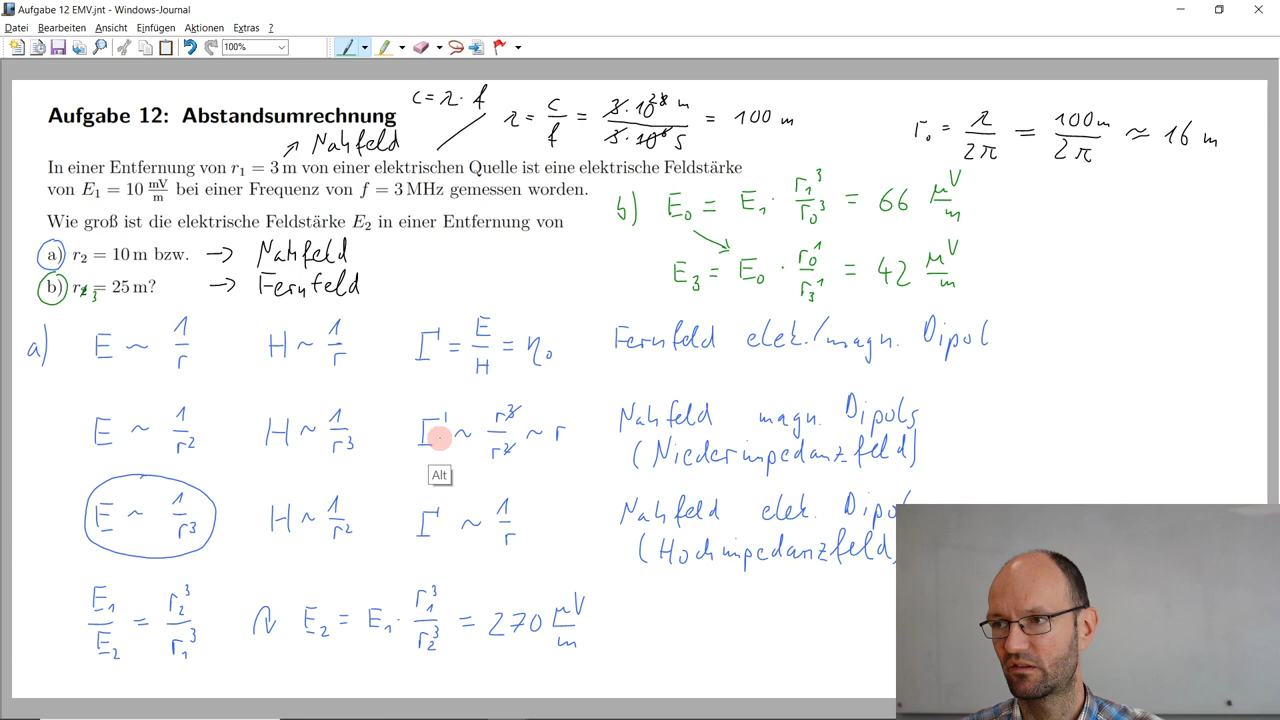 Aufgabe 12 EMV.jnt - Windows-Journal
Datei Bearbeiten Ansicht Einfügen Aktionen Extras ?
100%
Aufgabe 12: Abstandsumrechnung
c = λ · f
λ = c/f = 3·10^8 m / 3·10^6 s = 100 m
r₀ = λ/2π = 100m/2π ≈ 16 m
↗ Nahfeld
In einer Entfernung von r₁ = 3 m von einer elektrischen Quelle ist eine elektrische Feldstärke
von E₁ = 10 mV/m bei einer Frequenz von f = 3 MHz gemessen worden.
Wie groß ist die elektrische Feldstärke E₂ in einer Entfernung von
a) r₂ = 10 m bzw. → Nahfeld
b) r₃ = 25 m? → Fernfeld
b) E₀ = E₁ · r₁³/r₀³ = 66 μV/m
E₃ = E₀ · r₀¹/r₃¹ = 42 μV/m
a) E ~ 1/r H ~ 1/r Γ = E/H = η₀ Fernfeld elek./magn. Dipol
E ~ 1/r² H ~ 1/r³ Γ ~ r³/r² ~ r Nahfeld magn. Dipols
(Niederimpedanzfeld)
Alt
E ~ 1/r³ H ~ 1/r² Γ ~ 1/r Nahfeld elek. Dipol
(Hochimpedanzfeld)
E₁/E₂ = r₂³/r₁³ E₂ = E₁ · r₁³/r₂³ = 270 μV/m